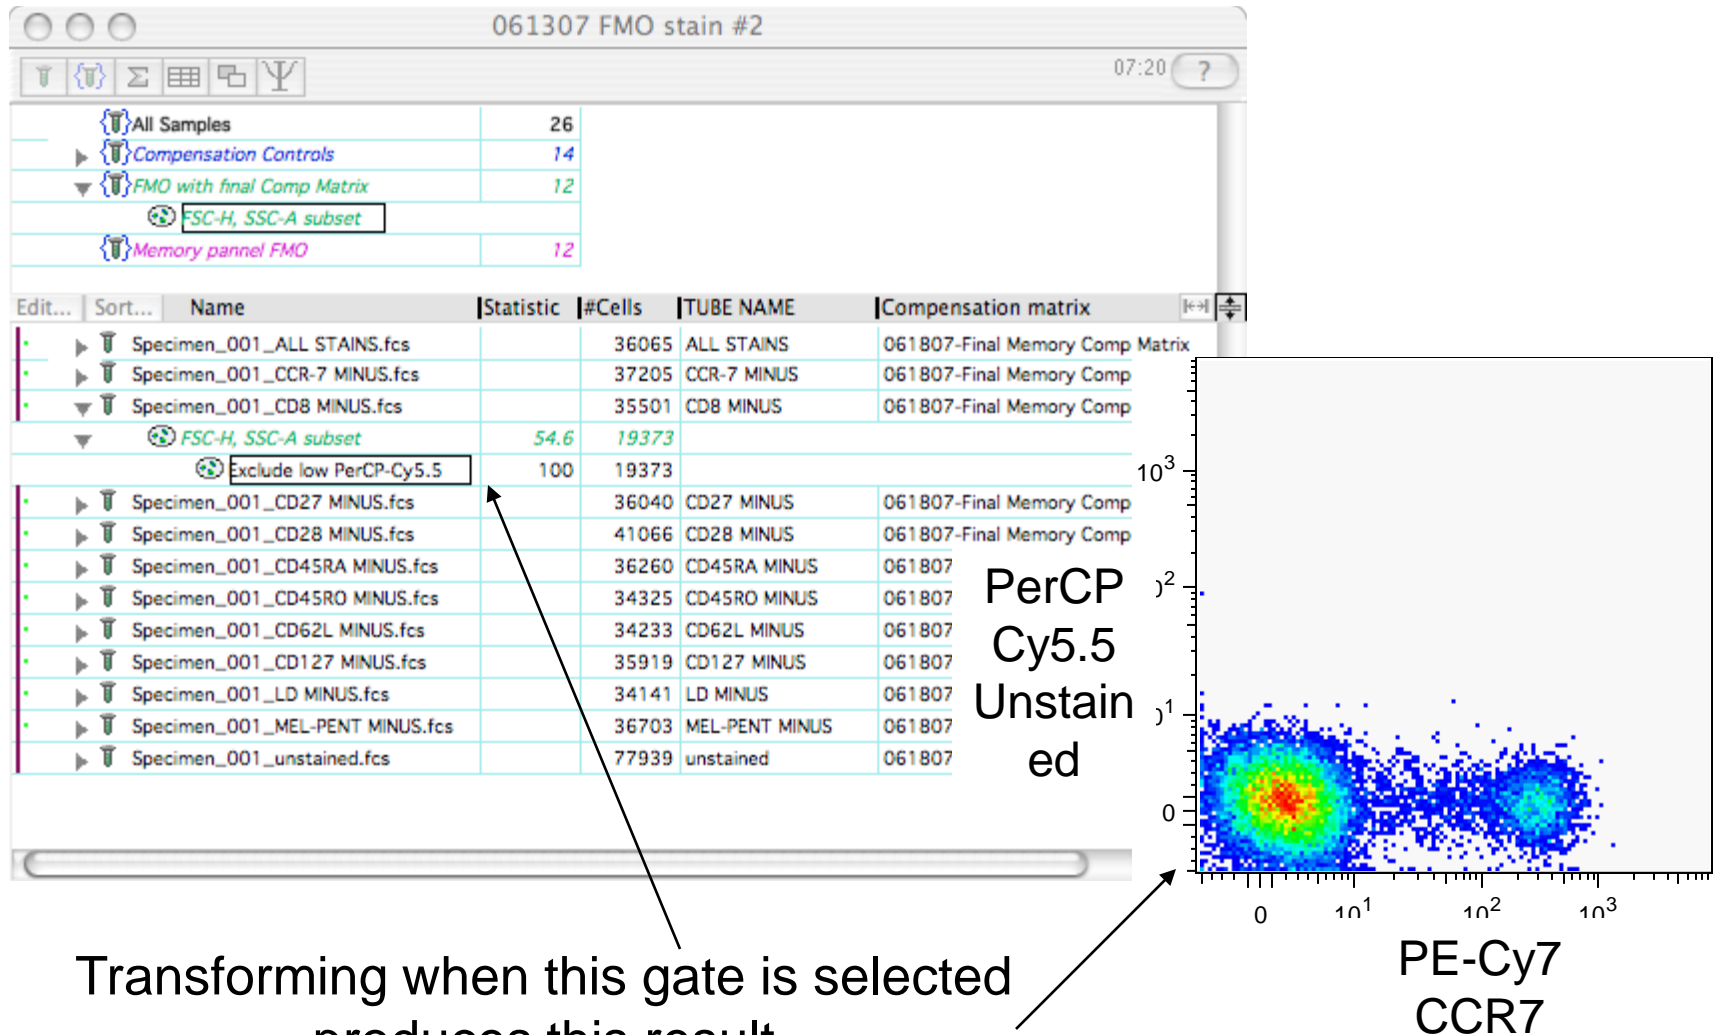 061307 FMO stain #2
07:20 ?
{ } Σ Ψ
All Samples 26
Compensation Controls 14
FMO with final Comp Matrix 12
FSC-H, SSC-A subset
Memory pannel FMO 12
Edit... Sort... Name Statistic #Cells TUBE NAME Compensation matrix
Specimen_001_ALL STAINS.fcs 36065 ALL STAINS 061807-Final Memory Comp Matrix
Specimen_001_CCR-7 MINUS.fcs 37205 CCR-7 MINUS 061807-Final Memory Comp
Specimen_001_CD8 MINUS.fcs 35501 CD8 MINUS 061807-Final Memory Comp
FSC-H, SSC-A subset 54.6 19373
Exclude low PerCP-Cy5.5 100 19373
Specimen_001_CD27 MINUS.fcs 36040 CD27 MINUS 061807-Final Memory Comp
Specimen_001_CD28 MINUS.fcs 41066 CD28 MINUS 061807-Final Memory Comp
Specimen_001_CD45RA MINUS.fcs 36260 CD45RA MINUS 061807
Specimen_001_CD45RO MINUS.fcs 34325 CD45RO MINUS 061807
Specimen_001_CD62L MINUS.fcs 34233 CD62L MINUS 061807
Specimen_001_CD127 MINUS.fcs 35919 CD127 MINUS 061807
Specimen_001_LD MINUS.fcs 34141 LD MINUS 061807
Specimen_001_MEL-PENT MINUS.fcs 36703 MEL-PENT MINUS 061807
Specimen_001_unstained.fcs 77939 unstained 061807
PerCP
Cy5.5
Unstain
ed
10³
0²
0¹
0
0 10¹ 10² 10³
PE-Cy7
CCR7
Transforming when this gate is selected
produces this result